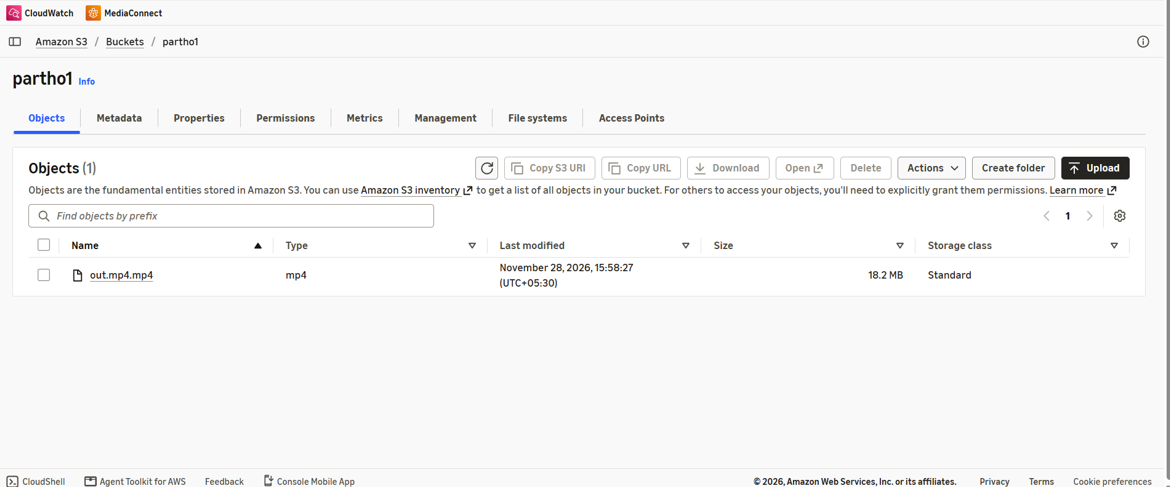 CloudWatch MediaConnect
Amazon S3 / Buckets / partho1
partho1 Info
Objects Metadata Properties Permissions Metrics Management File systems Access Points
Objects (1) Copy S3 URI Copy URL Download Open Delete Actions Create folder Upload
Objects are the fundamental entities stored in Amazon S3. You can use Amazon S3 inventory to get a list of all objects in your bucket. For others to access your objects, you'll need to explicitly grant them permissions. Learn more
Find objects by prefix 1
Name Type Last modified Size Storage class
out.mp4.mp4 mp4 November 28, 2026, 15:58:27 (UTC+05:30) 18.2 MB Standard
CloudShell Agent Toolkit for AWS Feedback Console Mobile App © 2026, Amazon Web Services, Inc. or its affiliates. Privacy Terms Cookie preferences